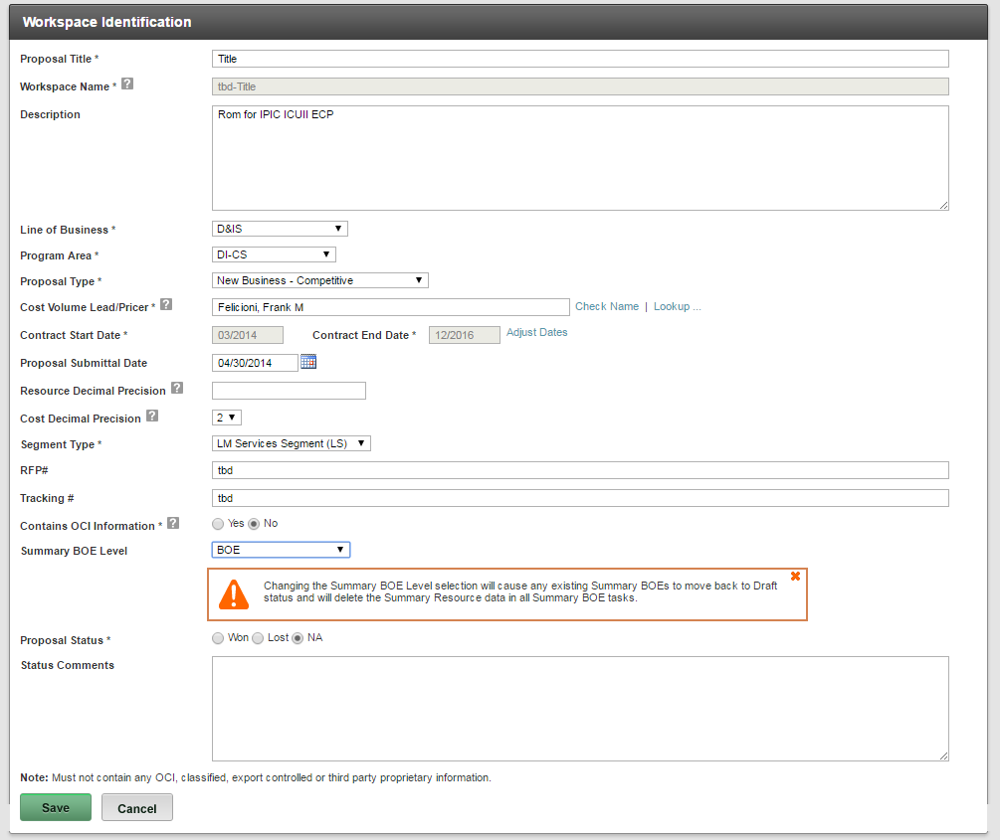 Workspace Identification
Proposal Title * Title
Workspace Name * ? tbd-Title
Description Rom for IPIC ICUII ECP
Line of Business * D&IS
Program Area * DI-CS
Proposal Type * New Business - Competitive
Cost Volume Lead/Pricer * ? Felicioni, Frank M Check Name | Lookup ...
Contract Start Date * 03/2014 Contract End Date * 12/2016 Adjust Dates
Proposal Submittal Date 04/30/2014
Resource Decimal Precision ?
Cost Decimal Precision ? 2
Segment Type * LM Services Segment (LS)
RFP# tbd
Tracking # tbd
Contains OCI Information * ? Yes No
Summary BOE Level BOE
Changing the Summary BOE Level selection will cause any existing Summary BOEs to move back to Draft
status and will delete the Summary Resource data in all Summary BOE tasks.
Proposal Status * Won Lost NA
Status Comments
Note: Must not contain any OCI, classified, export controlled or third party proprietary information.
Save Cancel